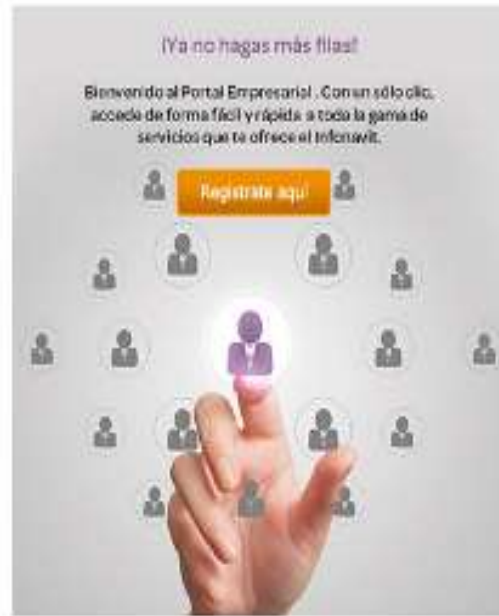 ¡Ya no hagas más filas!
Bienvenido al Portal Empresarial. Con un sólo clic,
accede de forma fácil y rápida a toda la gama de
servicios que te ofrece el Infonavit.
Regístrate aquí